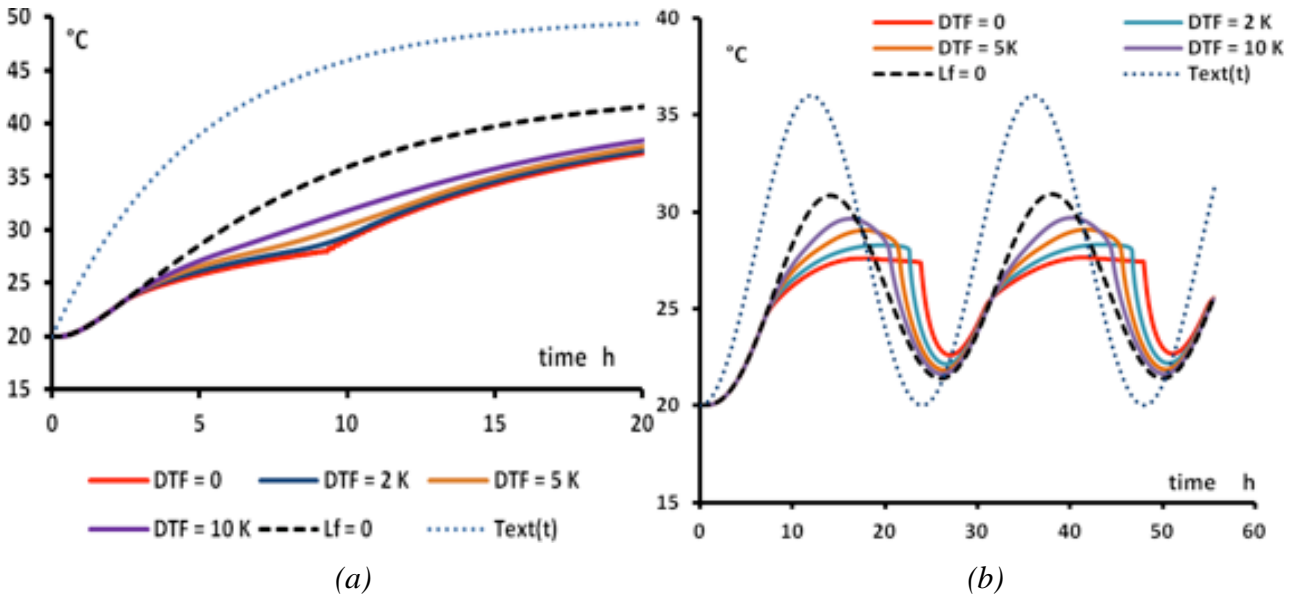 50
°C
45
40
35
30
25
20
15
time h
0 5 10 15 20
DTF = 0 DTF = 2 K DTF = 5 K
DTF = 10 K Lf = 0 Text(t)
(a)
40
°C
DTF = 0 DTF = 2 K
DTF = 5K DTF = 10 K
Lf = 0 Text(t)
35
30
25
20
15
time h
0 10 20 30 40 50 60
(b)